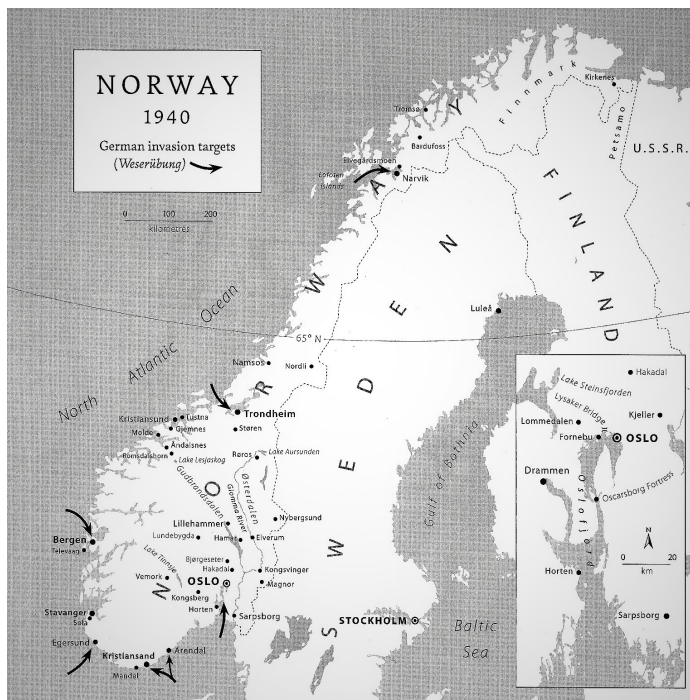 NORWAY
1940
German invasion targets
(Weserübung)
0 100 200
kilometres
Kirkenes
Finnmark
Petsamo
U.S.S.R.
Tromsø
Bardufoss
Elvegårdsmoen
Narvik
Lofoten
Islands
NORWAY
SWEDEN
FINLAND
Luleå
65° N
North Atlantic Ocean
Namsos
Nordli
Trondheim
Kristiansund
Tustna
Gjemnes
Molde
Støren
Åndalsnes
Romsdalshorn
Lake Lesjaskog
Røros
Lake Aursunden
Gudbrandsdalen
Glomma River
Østerdalen
Gulf of Bothnia
Lillehammer
Nybergsund
Lundebygda
Hamar
Elverum
Bergen
Televaag
Lake Tinnsjø
Bjørgeseter
Hakadal
Kongsvinger
Vemork
OSLO
Magnor
Kongsberg
Horten
Sarpsborg
Stavanger
Sola
Egersund
Kristiansand
Arendal
Mandal
STOCKHOLM
Baltic
Sea
Hakadal
Lake Steinsfjorden
Lysaker Bridge
Lommedalen
Kjeller
Fornebu
OSLO
Drammen
Oscarsborg Fortress
Oslofjord
N
0 20
km
Horten
Sarpsborg